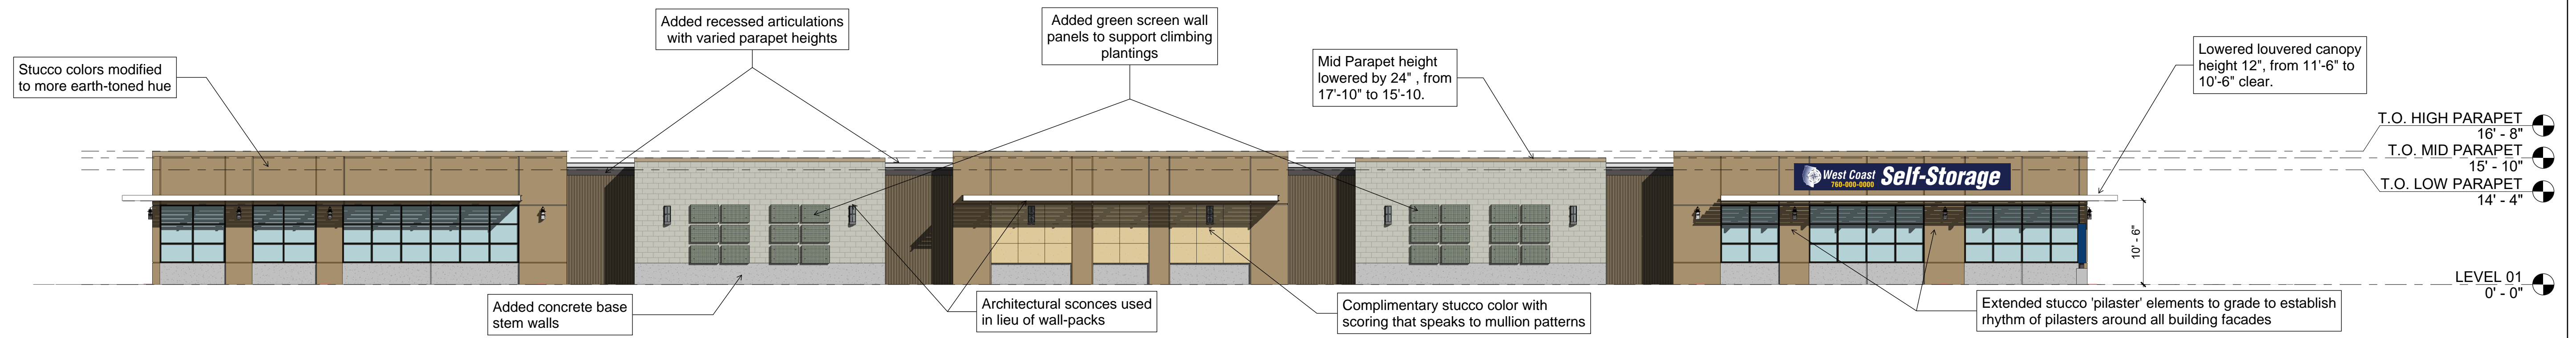 Stucco colors modified
to more earth-toned hue
Added recessed articulations
with varied parapet heights
Added green screen wall
panels to support climbing
plantings
Mid Parapet height
lowered by 24" , from
17'-10" to 15'-10.
Lowered louvered canopy
height 12", from 11'-6" to
10'-6" clear.
T.O. HIGH PARAPET
16' - 8"
T.O. MID PARAPET
15' - 10"
T.O. LOW PARAPET
14' - 4"
West Coast
760-000-0000
Self-Storage
10' - 6"
LEVEL 01
0' - 0"
Added concrete base
stem walls
Architectural sconces used
in lieu of wall-packs
Complimentary stucco color with
scoring that speaks to mullion patterns
Extended stucco 'pilaster' elements to grade to establish
rhythm of pilasters around all building facades